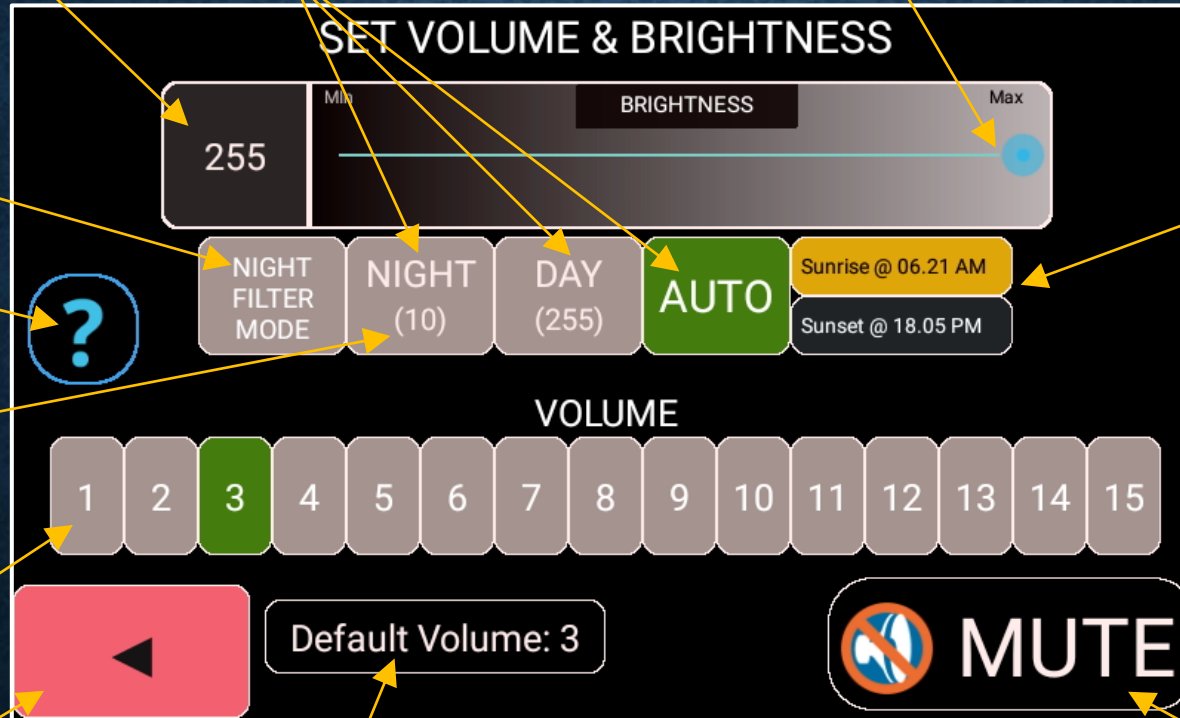 SET VOLUME & BRIGHTNESS
MIn
BRIGHTNESS
Max
255
NIGHT
FILTER
MODE
NIGHT
(10)
DAY
(255)
AUTO
Sunrise @ 06.21 AM
Sunset @ 18.05 PM
?
VOLUME
1 2 3 4 5 6 7 8 9 10 11 12 13 14 15
Default Volume: 3
MUTE